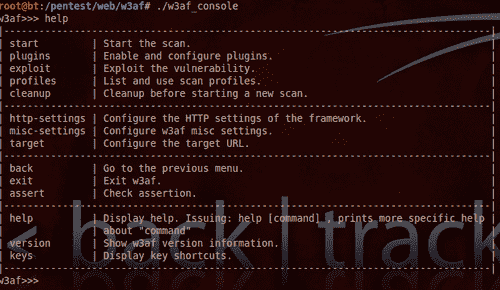 root@bt:/pentest/web/w3af# ./w3af_console
w3af>>> help
|-----------------------------------------------------------------------------|
| start         | Start the scan.                                             |
| plugins       | Enable and configure plugins.                               |
| exploit       | Exploit the vulnerability.                                  |
| profiles      | List and use scan profiles.                                 |
| cleanup       | Cleanup before starting a new scan.                         |
|-----------------------------------------------------------------------------|
| http-settings | Configure the HTTP settings of the framework.               |
| misc-settings | Configure w3af misc settings.                               |
| target        | Configure the target URL.                                   |
|-----------------------------------------------------------------------------|
| back          | Go to the previous menu.                                    |
| exit          | Exit w3af.                                                  |
| assert        | Check assertion.                                            |
|-----------------------------------------------------------------------------|
| help          | Display help. Issuing: help [command] , prints more specific help |
|               | about "command"                                             |
| version       | Show w3af version information.                              |
| keys          | Display key shortcuts.                                      |
|-----------------------------------------------------------------------------|
w3af>>>
<< back | track